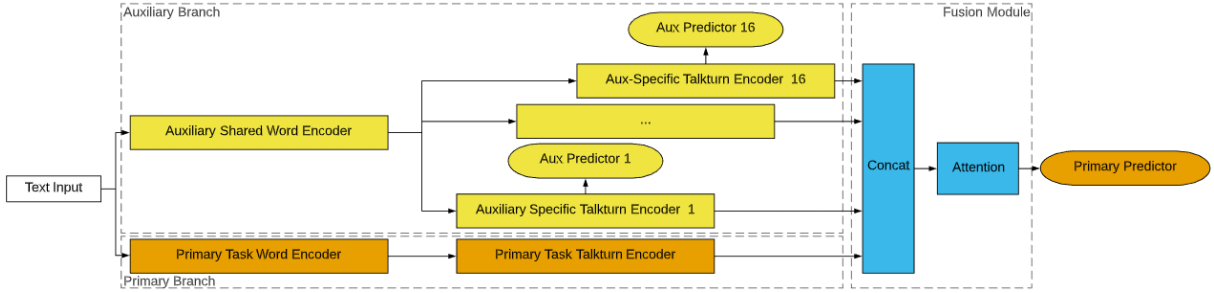 Auxiliary Branch
Fusion Module
Aux Predictor 16
Aux-Specific Talkturn Encoder 16
Auxiliary Shared Word Encoder
...
Aux Predictor 1
Text Input
Concat
Attention
Primary Predictor
Auxiliary Specific Talkturn Encoder 1
Primary Task Word Encoder
Primary Task Talkturn Encoder
Primary Branch